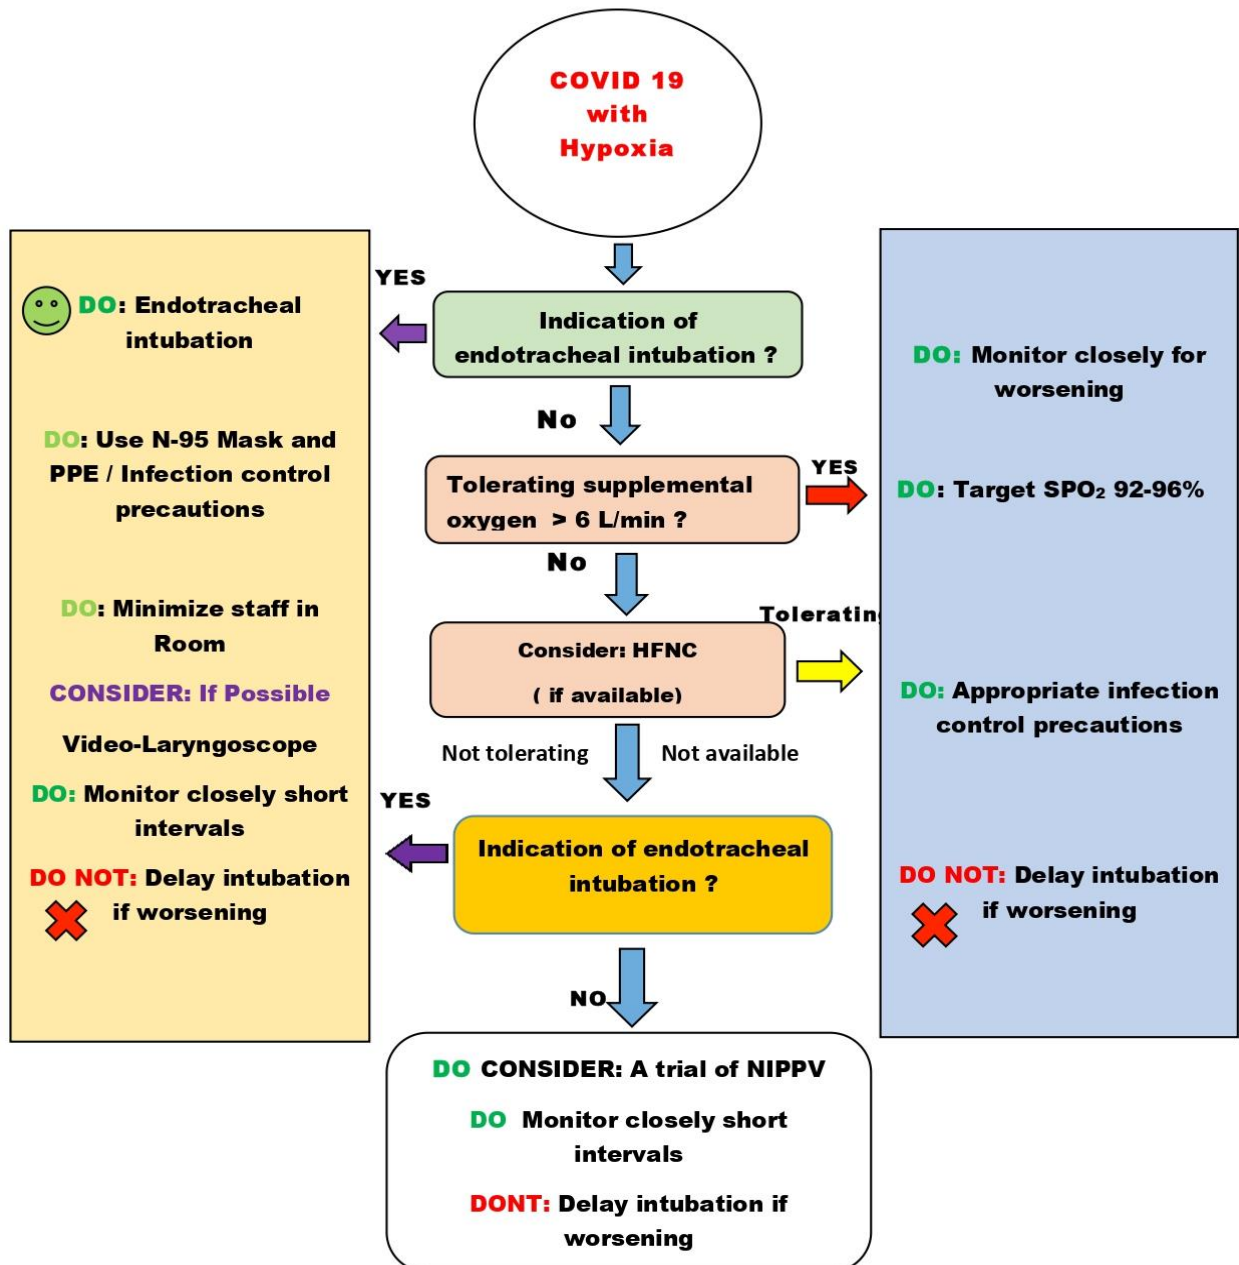 COVID 19
with
Hypoxia
YES
Indication of
endotracheal intubation ?
No
Tolerating supplemental
oxygen > 6 L/min ?
YES
No
Tolerating
Consider: HFNC
( if available)
Not tolerating
Not available
YES
Indication of endotracheal
intubation ?
NO
DO CONSIDER: A trial of NIPPV
DO Monitor closely short
intervals
DONT: Delay intubation if
worsening
DO: Endotracheal
intubation
DO: Use N-95 Mask and
PPE / Infection control
precautions
DO: Minimize staff in
Room
CONSIDER: If Possible
Video-Laryngoscope
DO: Monitor closely short
intervals
DO NOT: Delay intubation
if worsening
DO: Monitor closely for
worsening
DO: Target SPO₂ 92-96%
DO: Appropriate infection
control precautions
DO NOT: Delay intubation
if worsening